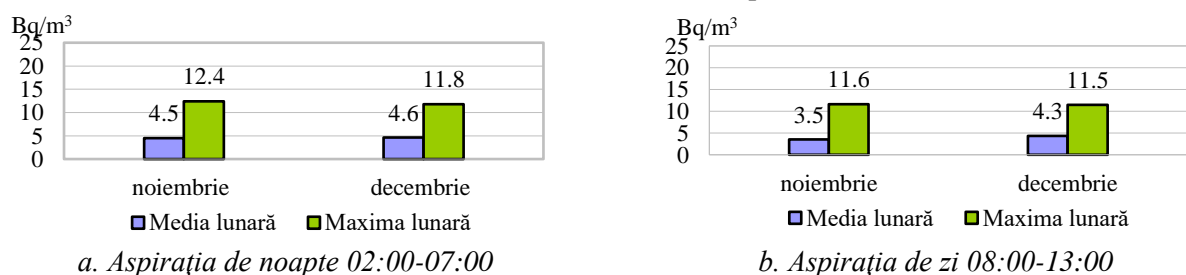 Bq/m³
25
20
15
10
5
0
4.5
12.4
4.6
11.8
noiembrie
decembrie
Media lunară
Maxima lunară
a. Aspiraţia de noapte 02:00-07:00
Bq/m³
25
20
15
10
5
0
3.5
11.6
4.3
11.5
noiembrie
decembrie
Media lunară
Maxima lunară
b. Aspiraţia de zi 08:00-13:00